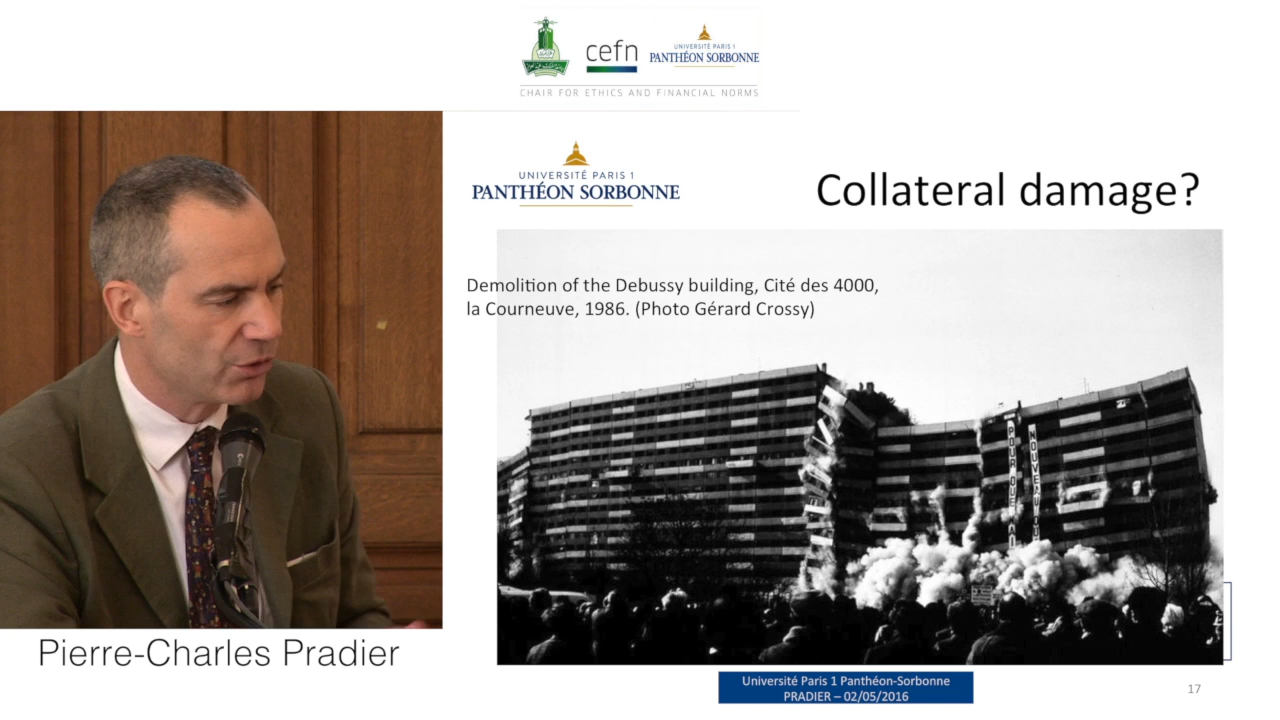 cefn
UNIVERSITÉ PARIS 1
PANTHÉON SORBONNE
CHAIR FOR ETHICS AND FINANCIAL NORMS
UNIVERSITÉ PARIS 1
PANTHÉON SORBONNE
Collateral damage?
Demolition of the Debussy building, Cité des 4000,
la Courneuve, 1986. (Photo Gérard Crossy)
Pierre-Charles Pradier
Université Paris 1 Panthéon-Sorbonne
PRADIER – 02/05/2016
17